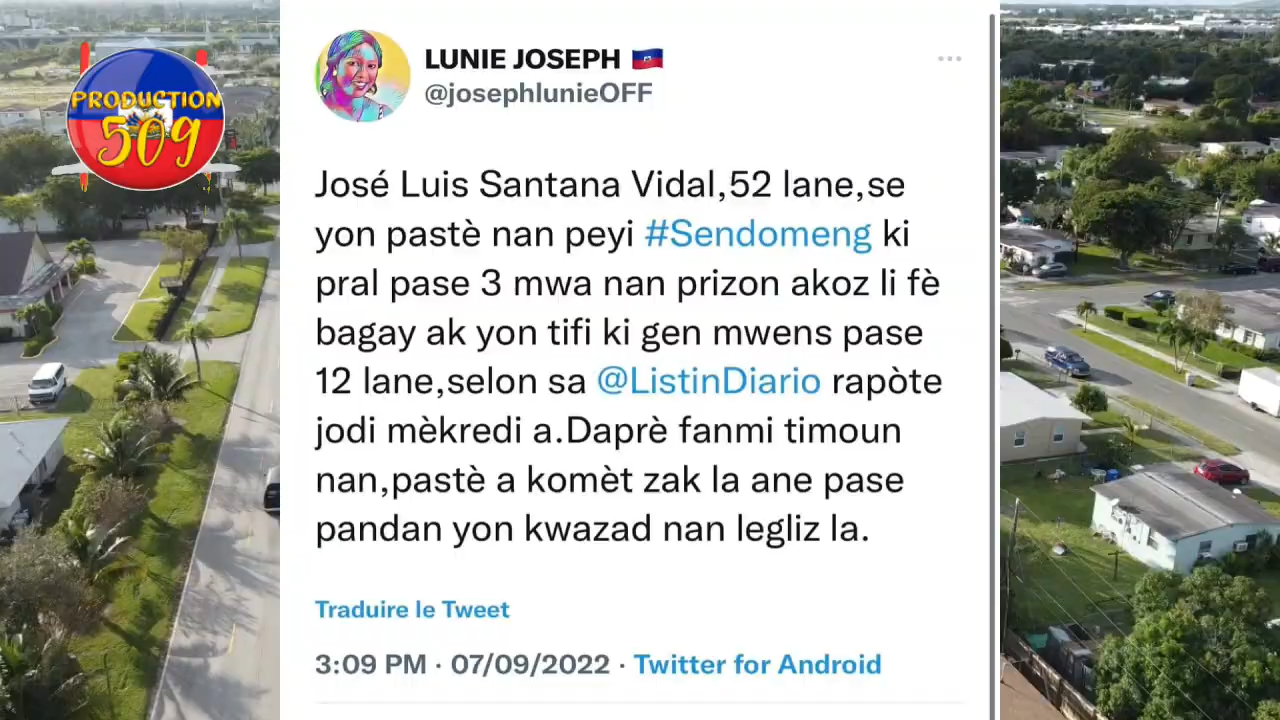 PRODUCTION
509
LUNIE JOSEPH
@josephlunieOFF
José Luis Santana Vidal,52 lane,se
yon pastè nan peyi #Sendomeng ki
pral pase 3 mwa nan prizon akoz li fè
bagay ak yon tifi ki gen mwens pase
12 lane,selon sa @ListinDiario rapòte
jodi mèkredi a.Daprè fanmi timoun
nan,pastè a komèt zak la ane pase
pandan yon kwazad nan legliz la.
Traduire le Tweet
3:09 PM · 07/09/2022 · Twitter for Android